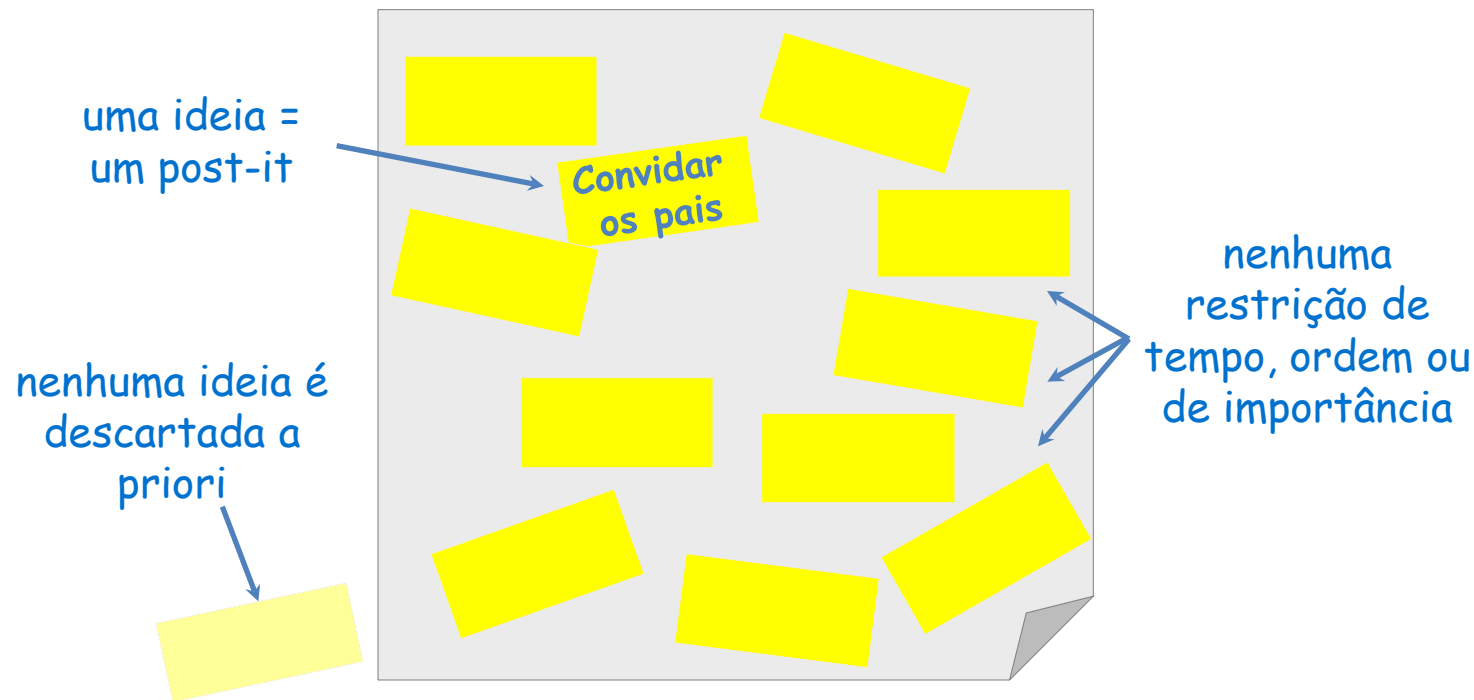 uma ideia =
um post-it
Convidar
os pais
nenhuma
restrição de
tempo, ordem ou
de importância
nenhuma ideia é
descartada a
priori